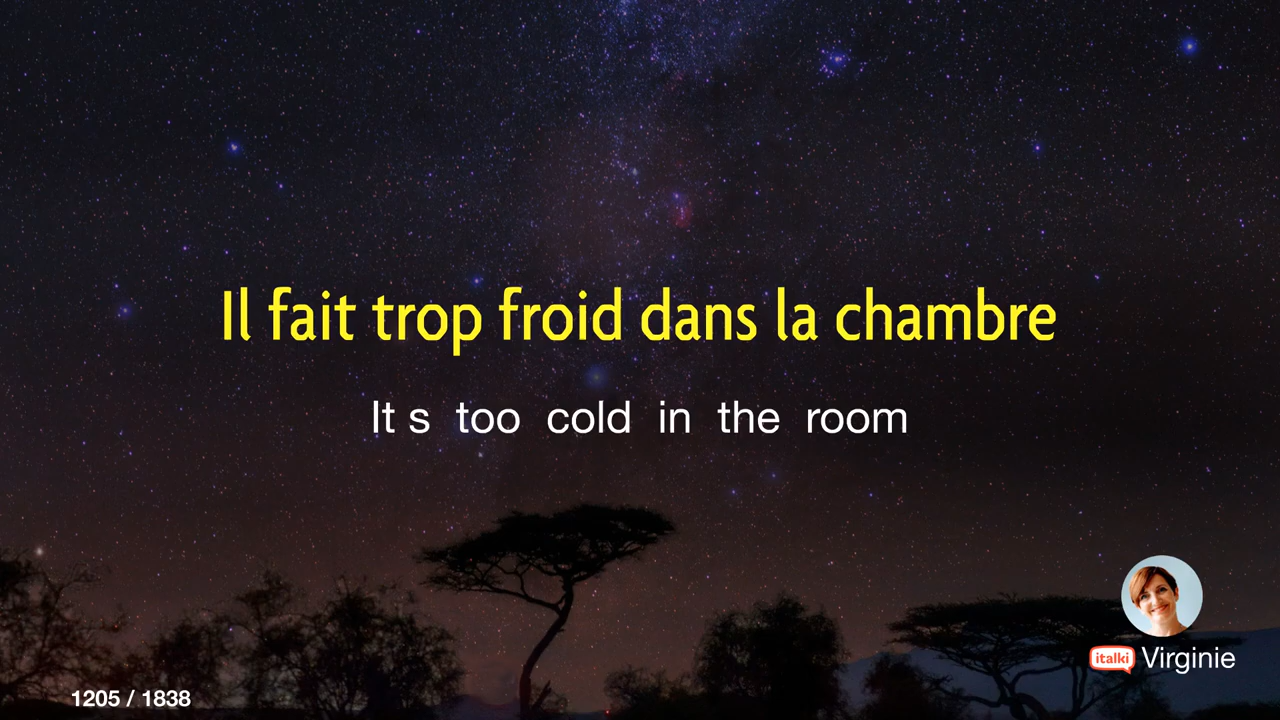 Il fait trop froid dans la chambre
It s too cold in the room
italki Virginie
1205 / 1838